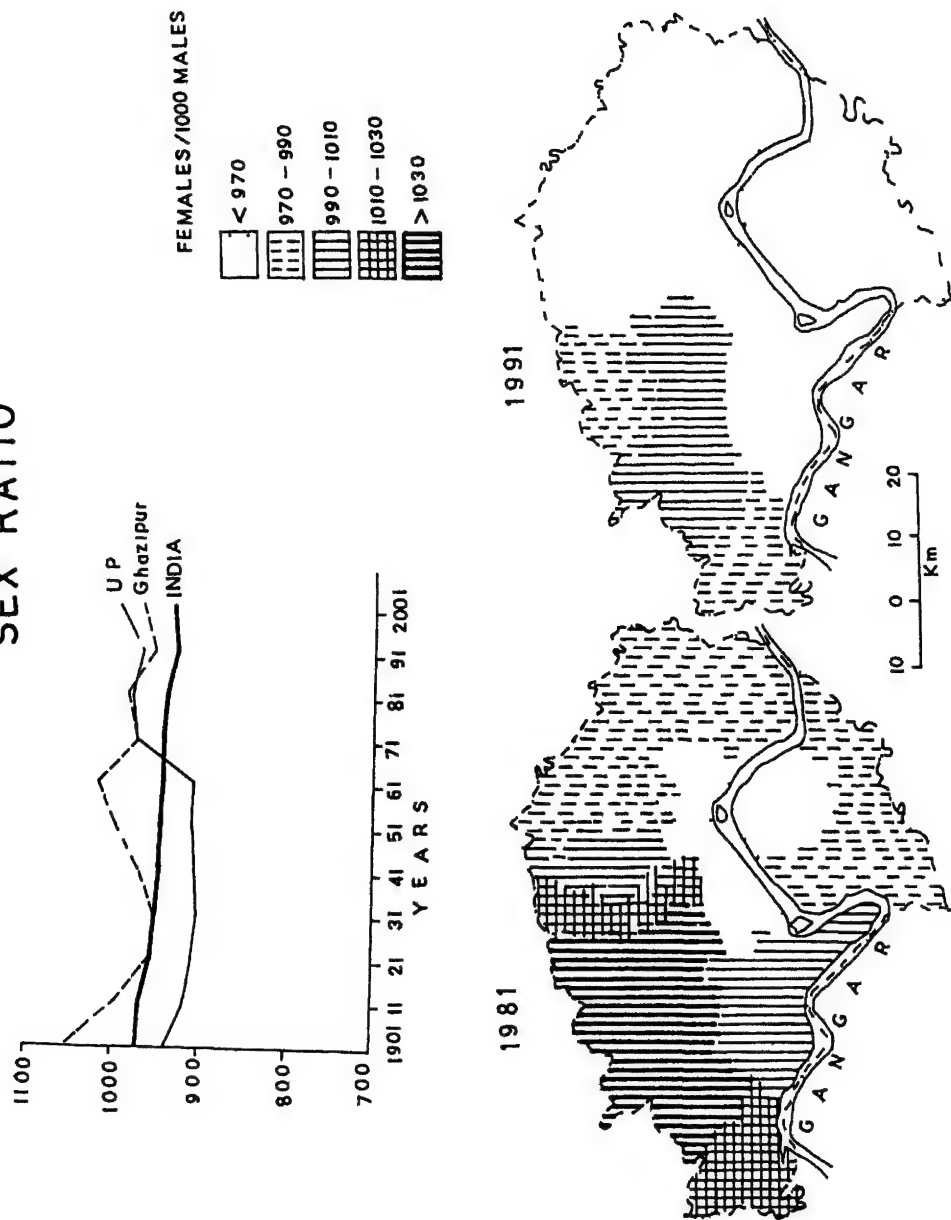 SEX RATIO
1100
1000
900
800
700
UP
Ghazipur
INDIA
1901 11 21 31 41 51 61 71 81 91 2001
YEARS
FEMALES/1000 MALES
< 970
970 - 990
990 - 1010
1010 - 1030
> 1030
1981
GANGA R
1991
GANGA R
10 0 10 20
Km